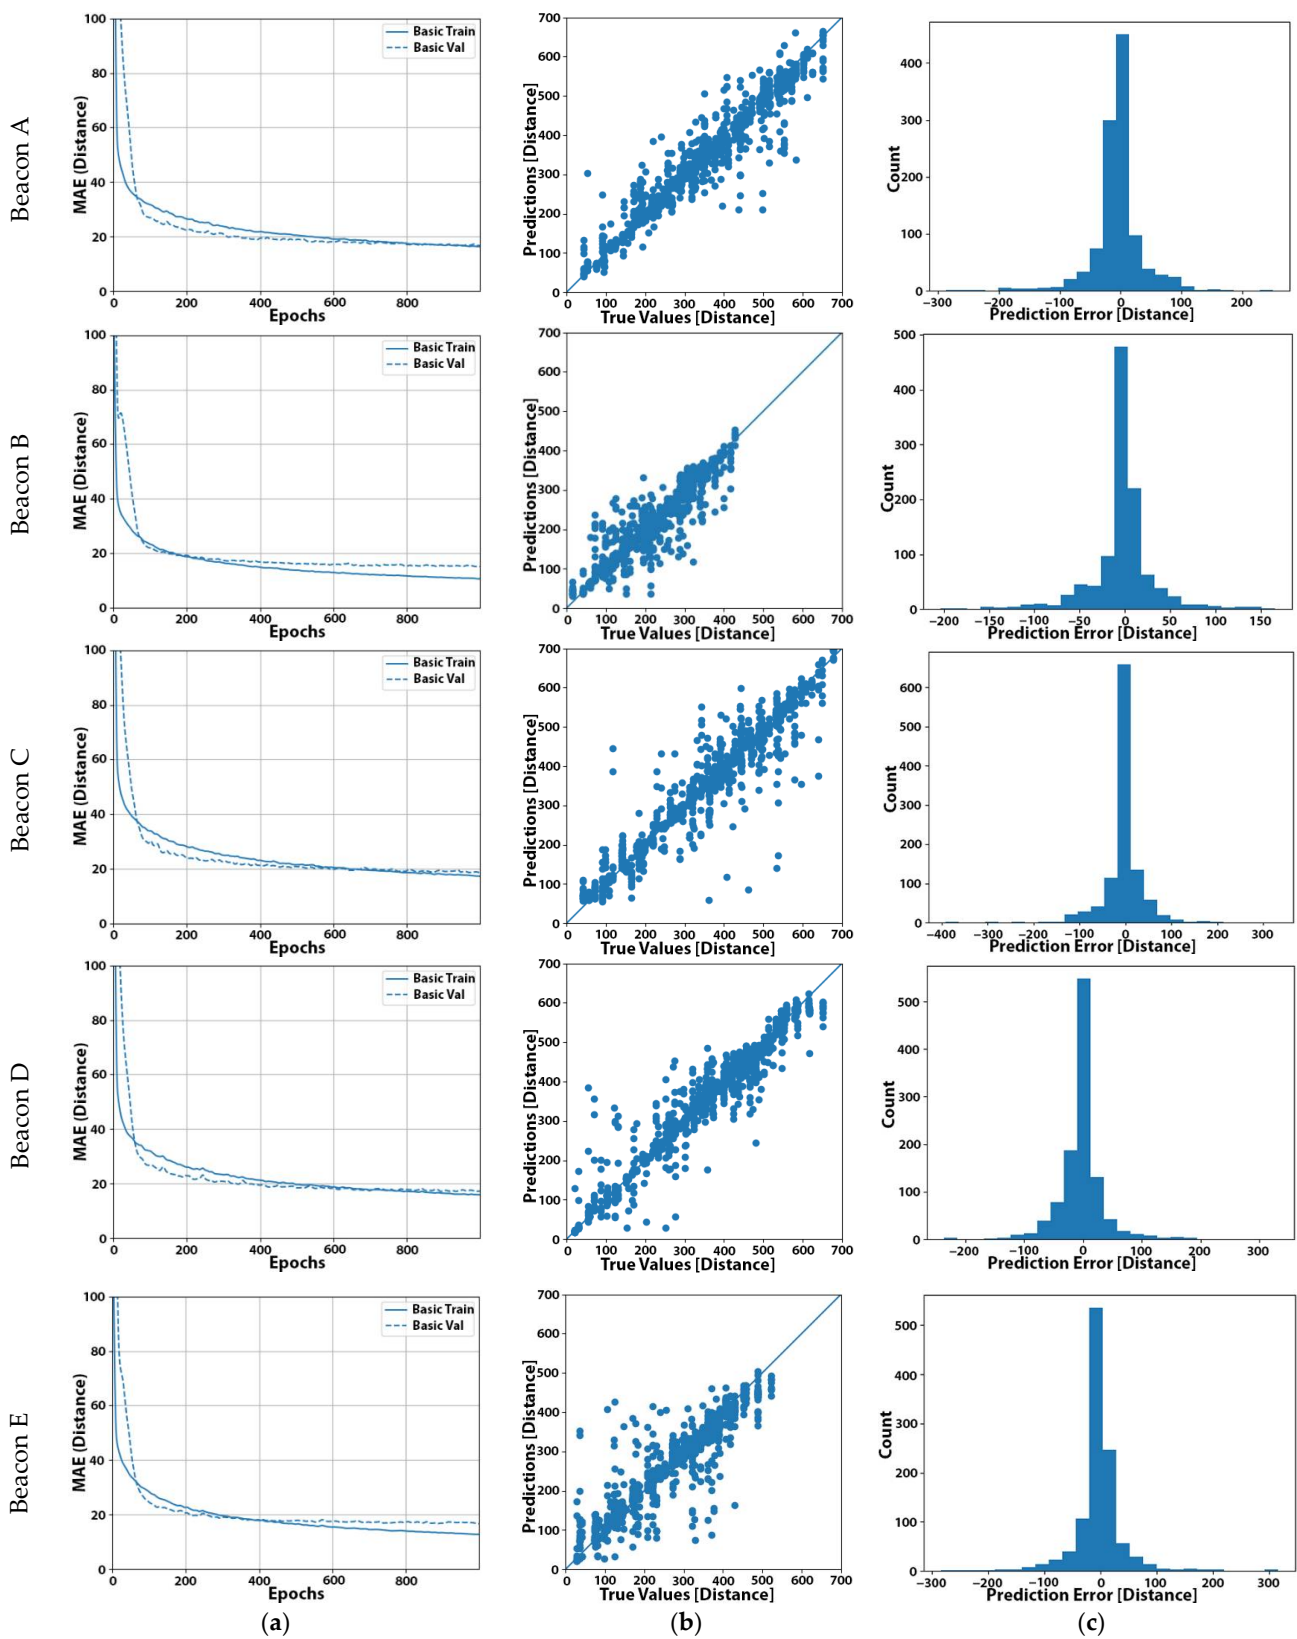 Beacon A
100
80
60
40
20
0
MAE (Distance)
Basic Train
Basic Val
0 200 400 600 800
Epochs
700
600
500
400
300
200
100
0
Predictions [Distance]
0 100 200 300 400 500 600 700
True Values [Distance]
400
300
200
100
0
Count
−300 −100 0 100 200
Prediction Error [Distance]
Beacon B
100
80
60
40
20
0
MAE (Distance)
Basic Train
Basic Val
0 200 400 600 800
Epochs
700
600
500
400
300
200
100
0
Predictions [Distance]
0 100 200 300 400 500 600 700
True Values [Distance]
500
400
300
200
100
0
Count
−200 −150 −100 −50 0 50 100 150
Prediction Error [Distance]
Beacon C
100
80
60
40
20
0
MAE (Distance)
Basic Train
Basic Val
0 200 400 600
Epochs
700
600
500
400
300
200
100
0
Predictions [Distance]
0 100 200 300 400 500 600 700
True Values [Distance]
600
500
400
300
200
100
0
Count
−400 −300 −200 −100 0 100 200 300
Prediction Error [Distance]
Beacon D
100
80
60
40
20
0
MAE (Distance)
Basic Train
Basic Val
0 200 400 600 800
Epochs
700
600
500
400
300
200
100
0
Predictions [Distance]
0 100 200 300 400 500 600 700
True Values [Distance]
500
400
300
200
100
0
Count
−200 −100 0 100 200 300
Prediction Error [Distance]
Beacon E
100
80
60
40
20
0
MAE (Distance)
Basic Train
Basic Val
0 200 400 600 800
Epochs
700
600
500
400
300
200
100
0
Predictions [Distance]
0 100 200 300 400 500 600 700
True Values [Distance]
500
400
300
200
100
0
Count
−300 −200 −100 0 100 200 300
Prediction Error [Distance]
(a) (b) (c)